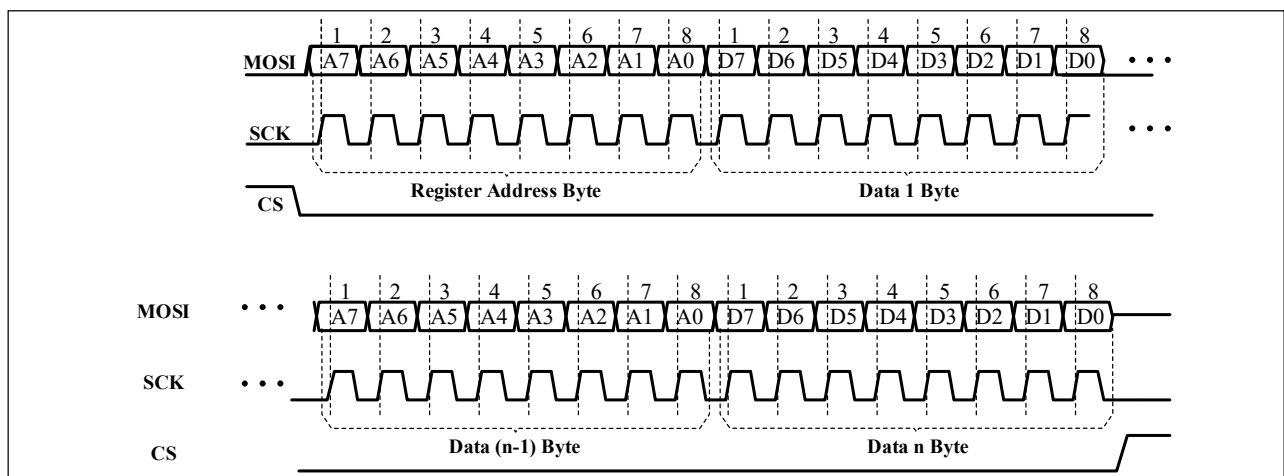 1 2 3 4 5 6 7 8 1 2 3 4 5 6 7 8
MOSI A7 A6 A5 A4 A3 A2 A1 A0 D7 D6 D5 D4 D3 D2 D1 D0 • • •
SCK • • •
Register Address Byte Data 1 Byte
CS
1 2 3 4 5 6 7 8 1 2 3 4 5 6 7 8
MOSI • • • A7 A6 A5 A4 A3 A2 A1 A0 D7 D6 D5 D4 D3 D2 D1 D0
SCK • • •
Data (n-1) Byte Data n Byte
CS